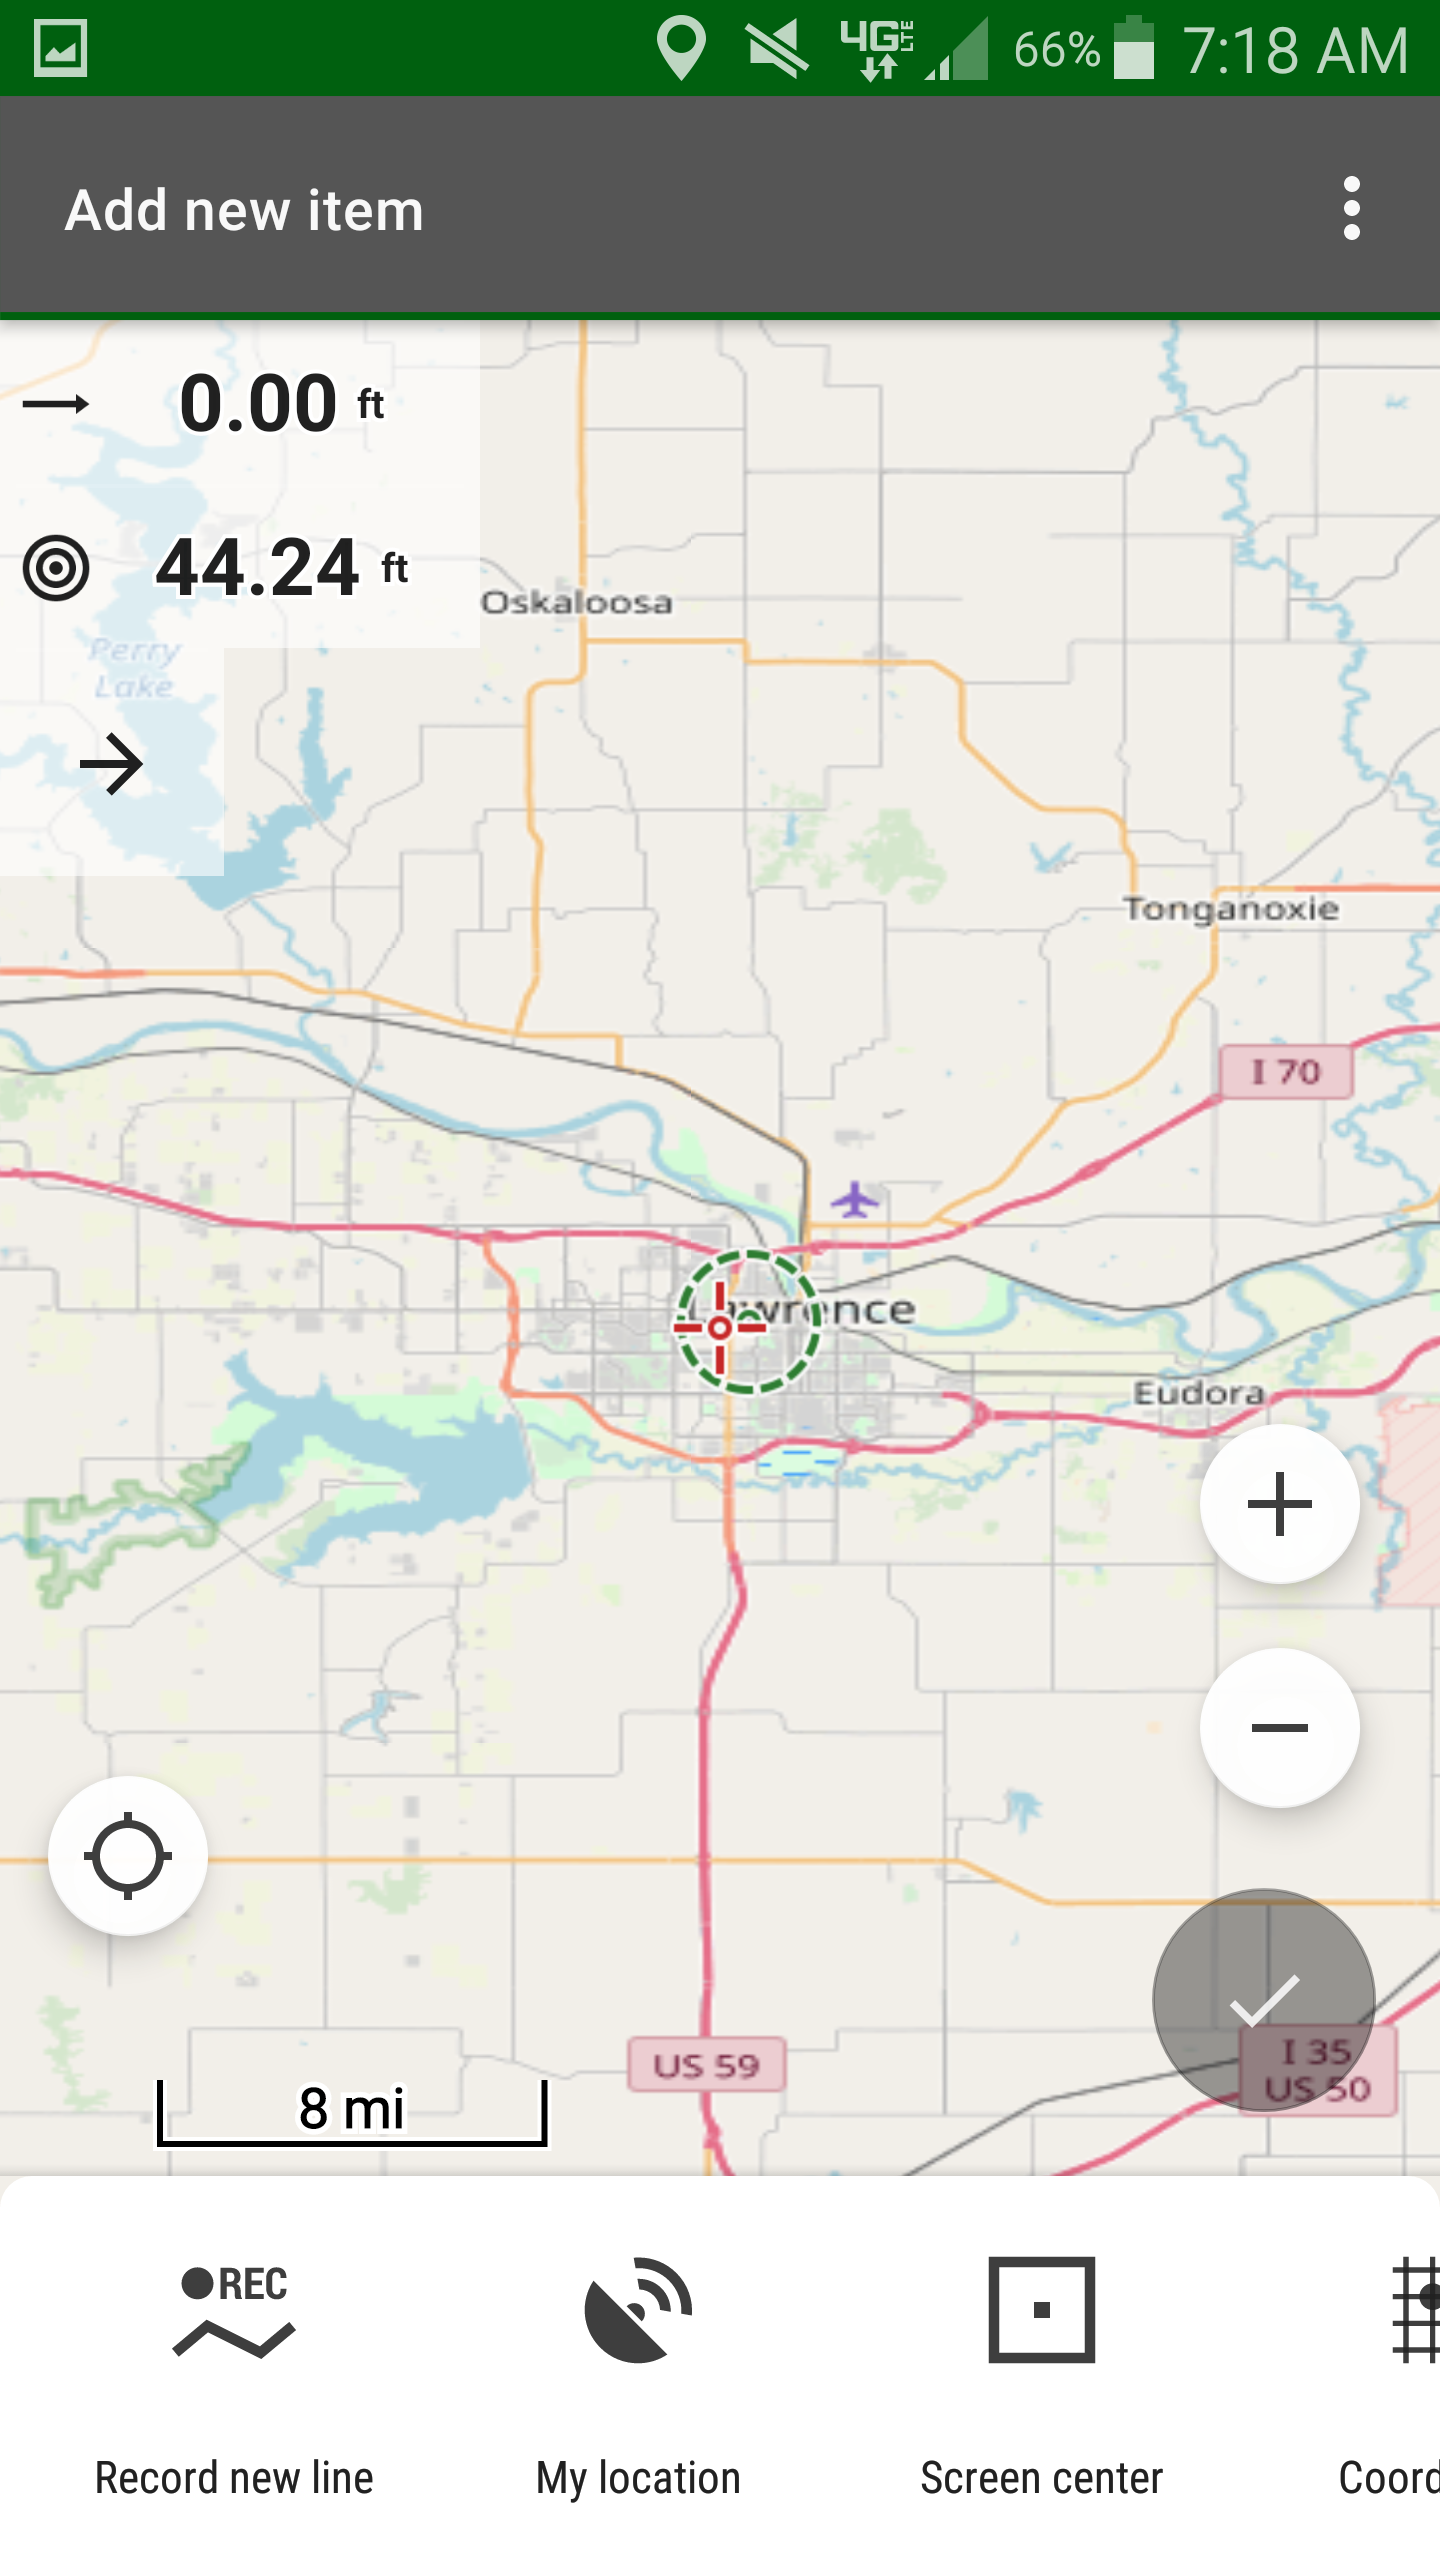 4G LTE 66% 7:18 AM
Add new item
0.00 ft
44.24 ft
Oskaloosa
Perry
Lake
Tonganoxie
I 70
Lawrence
Eudora
I 35
US 50
US 59
8 mi
REC
Record new line
My location
Screen center
Coord